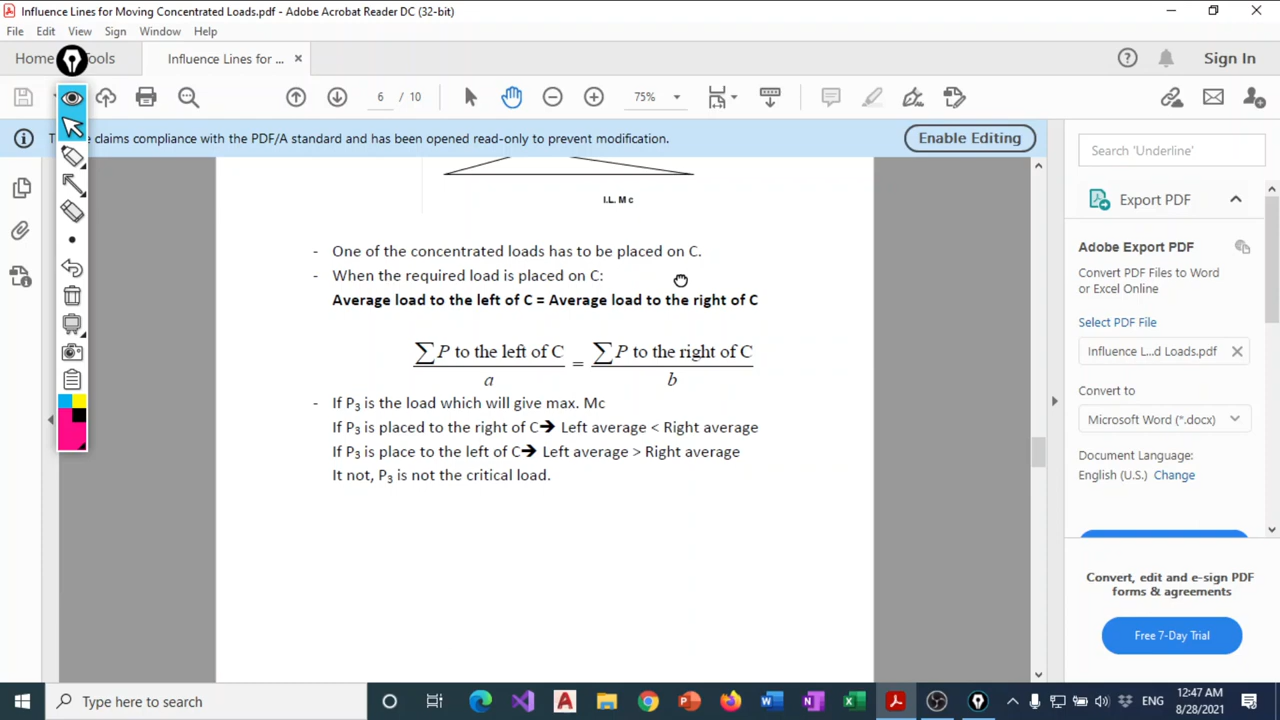 Influence Lines for Moving Concentrated Loads.pdf - Adobe Acrobat Reader DC (32-bit)
File Edit View Sign Window Help
Home Tools Influence Lines for ... ×
Sign In
6 / 10 75%
claims compliance with the PDF/A standard and has been opened read-only to prevent modification.
Enable Editing
I.L. M c
- One of the concentrated loads has to be placed on C.
- When the required load is placed on C:
Average load to the left of C = Average load to the right of C
∑P to the left of C / a = ∑P to the right of C / b
- If P3 is the load which will give max. Mc
If P3 is placed to the right of C➔ Left average < Right average
If P3 is place to the left of C➔ Left average > Right average
It not, P3 is not the critical load.
Search 'Underline'
Export PDF
Adobe Export PDF
Convert PDF Files to Word
or Excel Online
Select PDF File
Influence L...d Loads.pdf
Convert to
Microsoft Word (*.docx)
Document Language:
English (U.S.) Change
Convert, edit and e-sign PDF
forms & agreements
Free 7-Day Trial
Type here to search
ENG
12:47 AM
8/28/2021